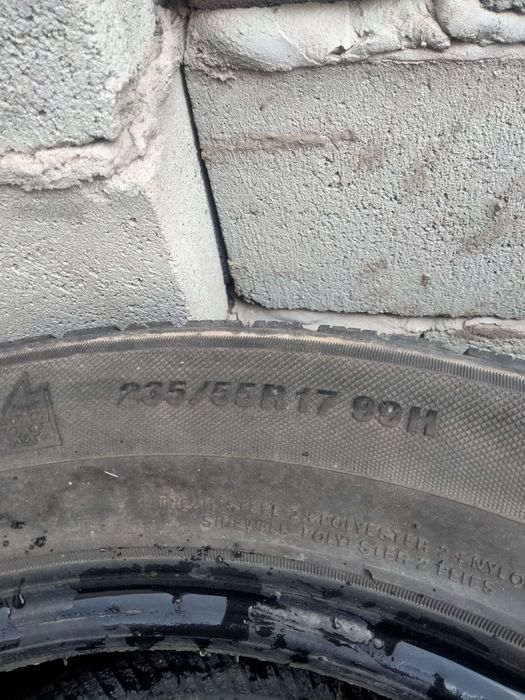 235/55R17 99H
TREAD STEEL 2 + POLYESTER 2 + NYLO
SIDEWALL POLYESTER 2 PLIES